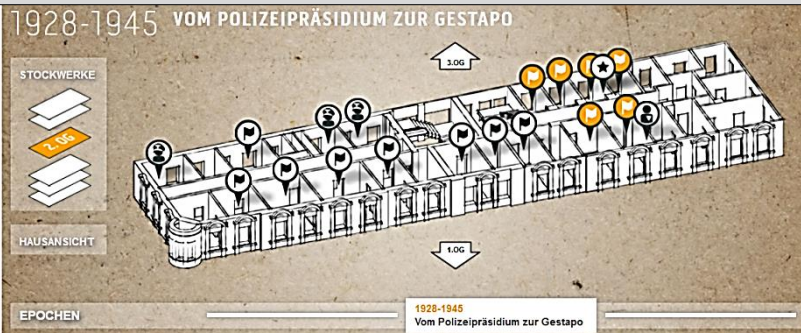 1928-1945 VOM POLIZEIPRÄSIDIUM ZUR GESTAPO
3.OG
STOCKWERKE
2.OG
HAUSANSICHT
1.OG
EPOCHEN
1928-1945
Vom Polizeipräsidium zur Gestapo